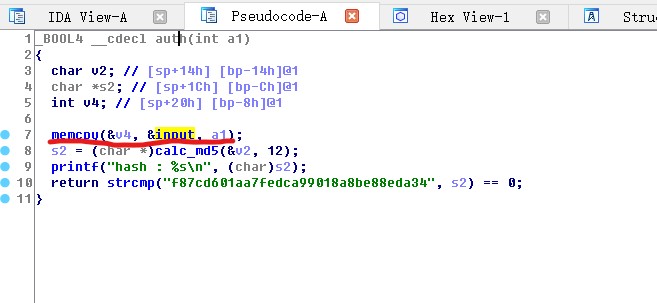 IDA View-A Pseudocode-A Hex View-1 Stru
1 _BOOL4 __cdecl auth(int a1)
2 {
3 char v2; // [sp+14h] [bp-14h]@1
4 char *s2; // [sp+1Ch] [bp-Ch]@1
5 int v4; // [sp+20h] [bp-8h]@1
6
7 memcpy(&v4, &input, a1);
8 s2 = (char *)calc_md5(&v2, 12);
9 printf("hash : %s\n", (char)s2);
10 return strcmp("f87cd601aa7fedca99018a8be88eda34", s2) == 0;
11 }